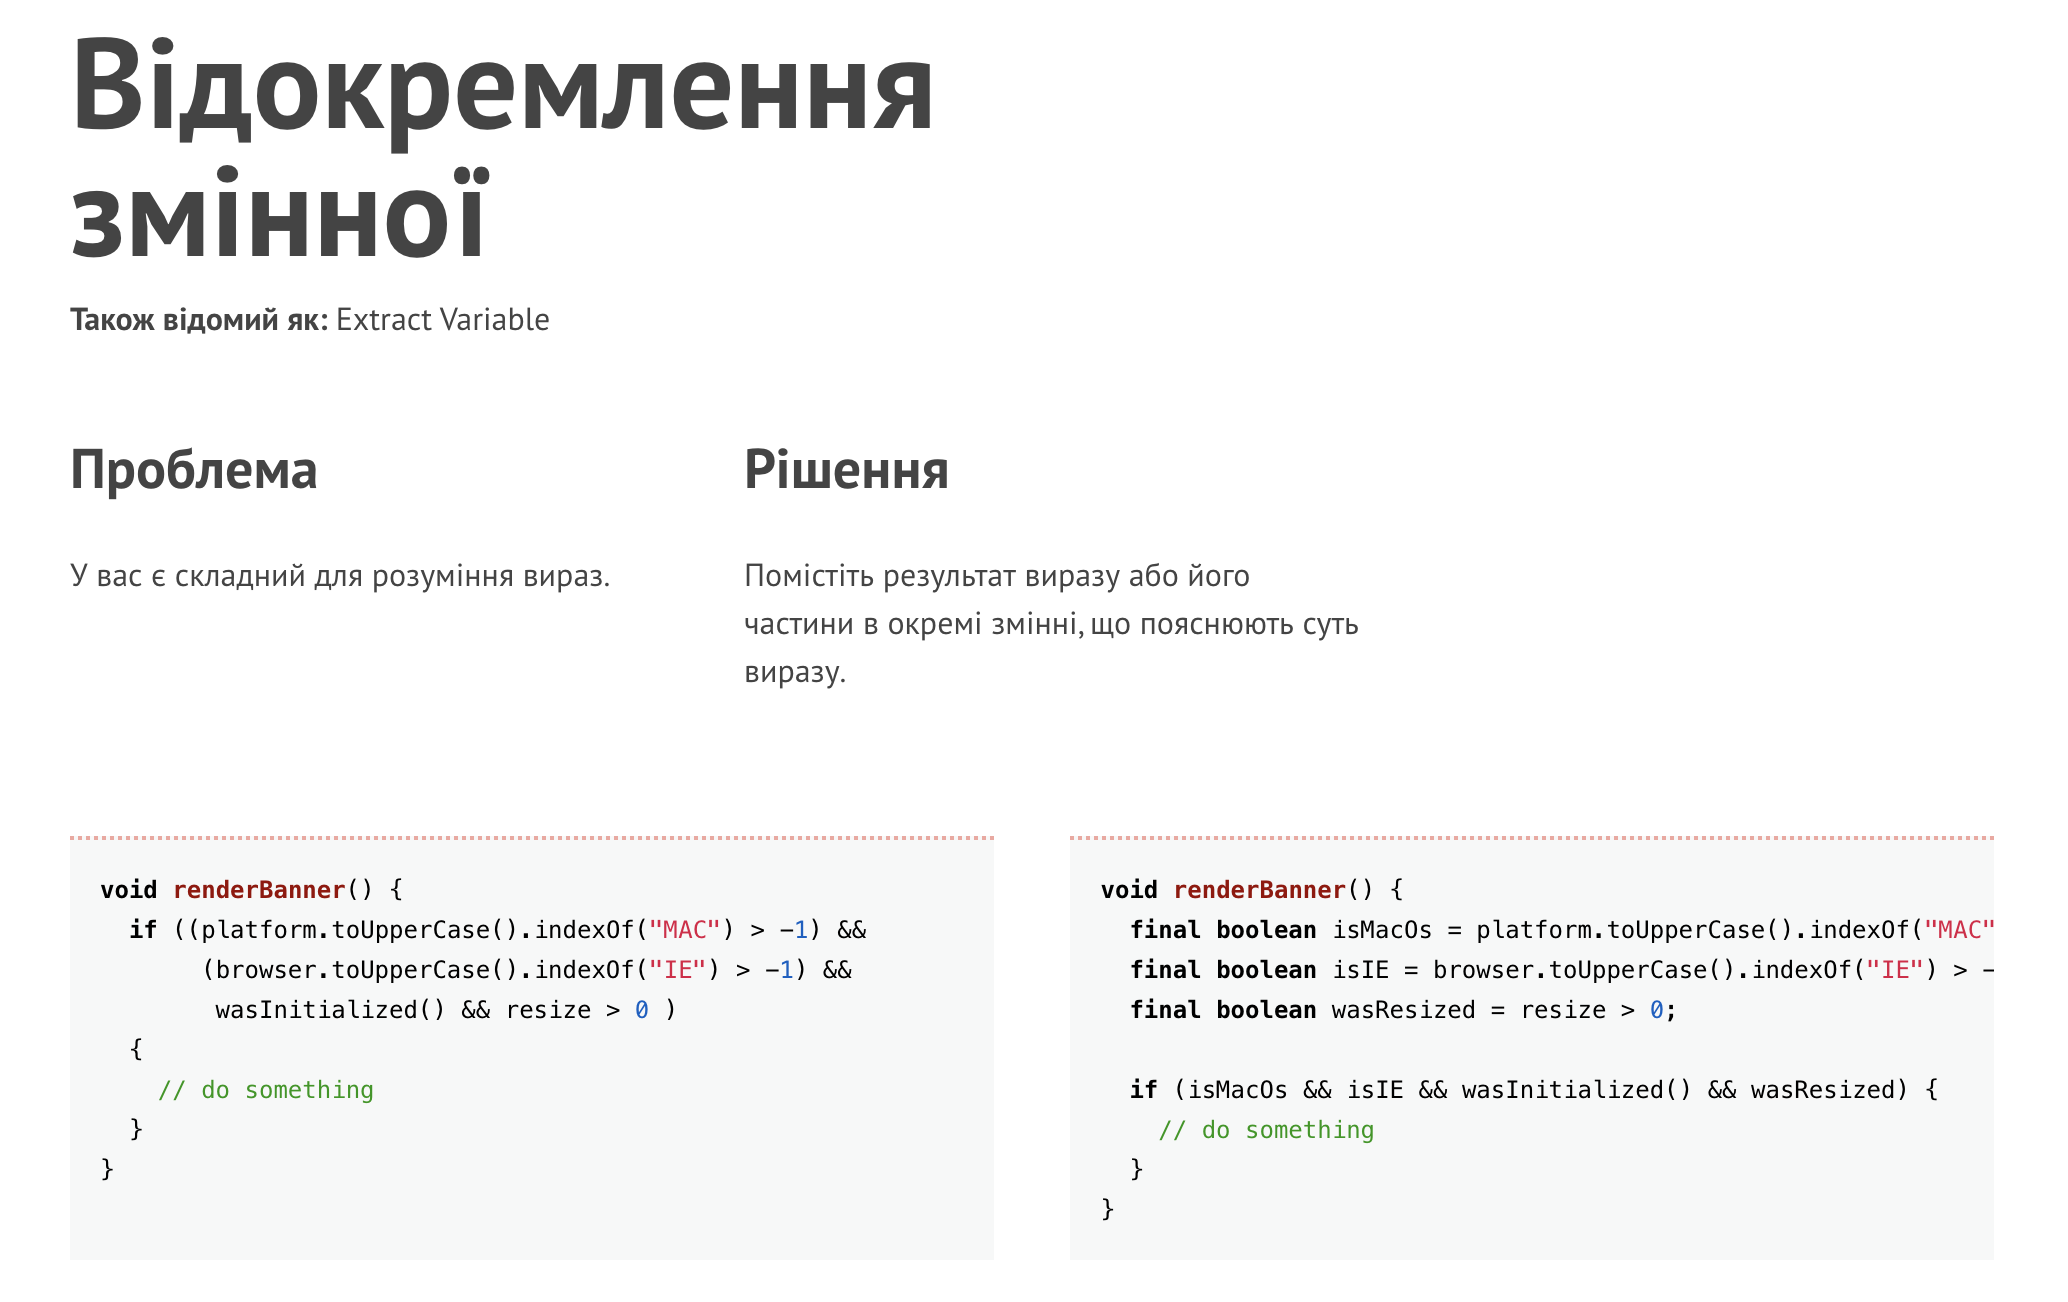 Відокремлення
змінної
Також відомий як: Extract Variable
Проблема
У вас є складний для розуміння вираз.
Рішення
Помістіть результат виразу або його
частини в окремі змінні, що пояснюють суть
виразу.
void renderBanner() {
  if ((platform.toUpperCase().indexOf("MAC") > -1) &&
       (browser.toUpperCase().indexOf("IE") > -1) &&
        wasInitialized() && resize > 0 )
  {
    // do something
  }
}
void renderBanner() {
  final boolean isMacOs = platform.toUpperCase().indexOf("MAC"
  final boolean isIE = browser.toUpperCase().indexOf("IE") > -
  final boolean wasResized = resize > 0;
  if (isMacOs && isIE && wasInitialized() && wasResized) {
    // do something
  }
}